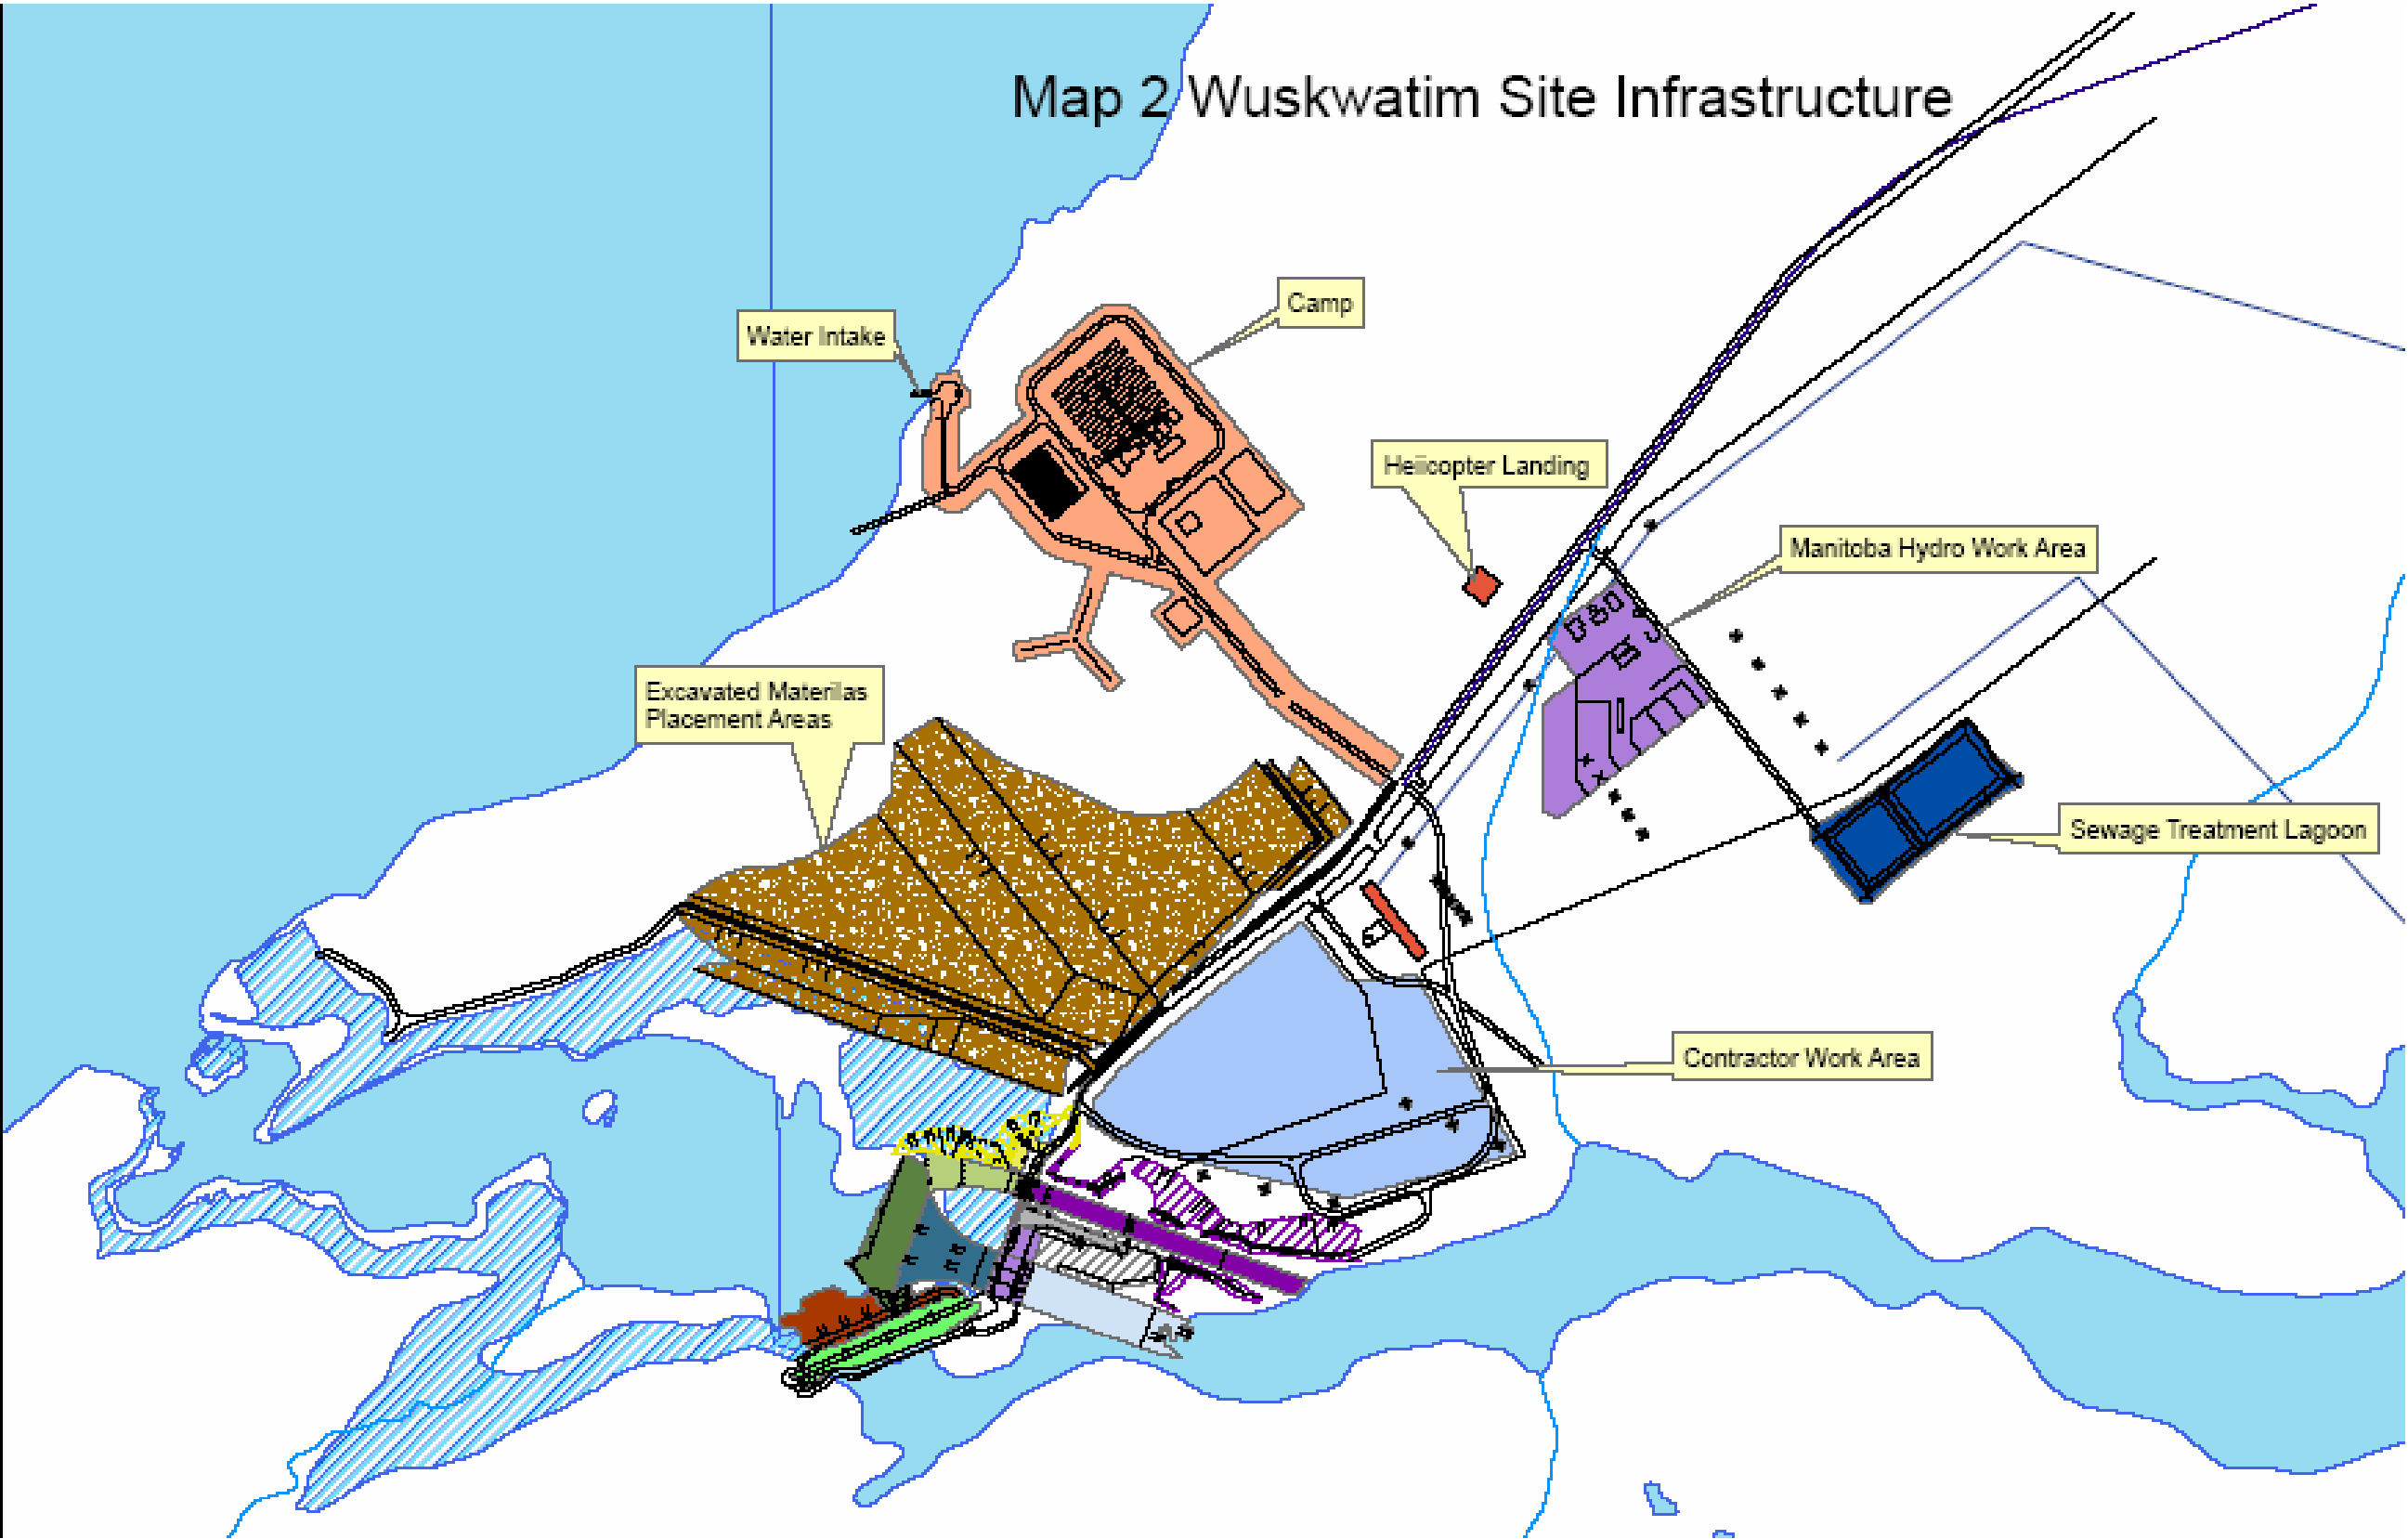 Map 2 Wuskwatim Site Infrastructure
Camp
Water Intake
Heiicopter Landing
Manitoba Hydro Work Area
Excavated Materilas
Placement Areas
Sewage Treatment Lagoon
Contractor Work Area